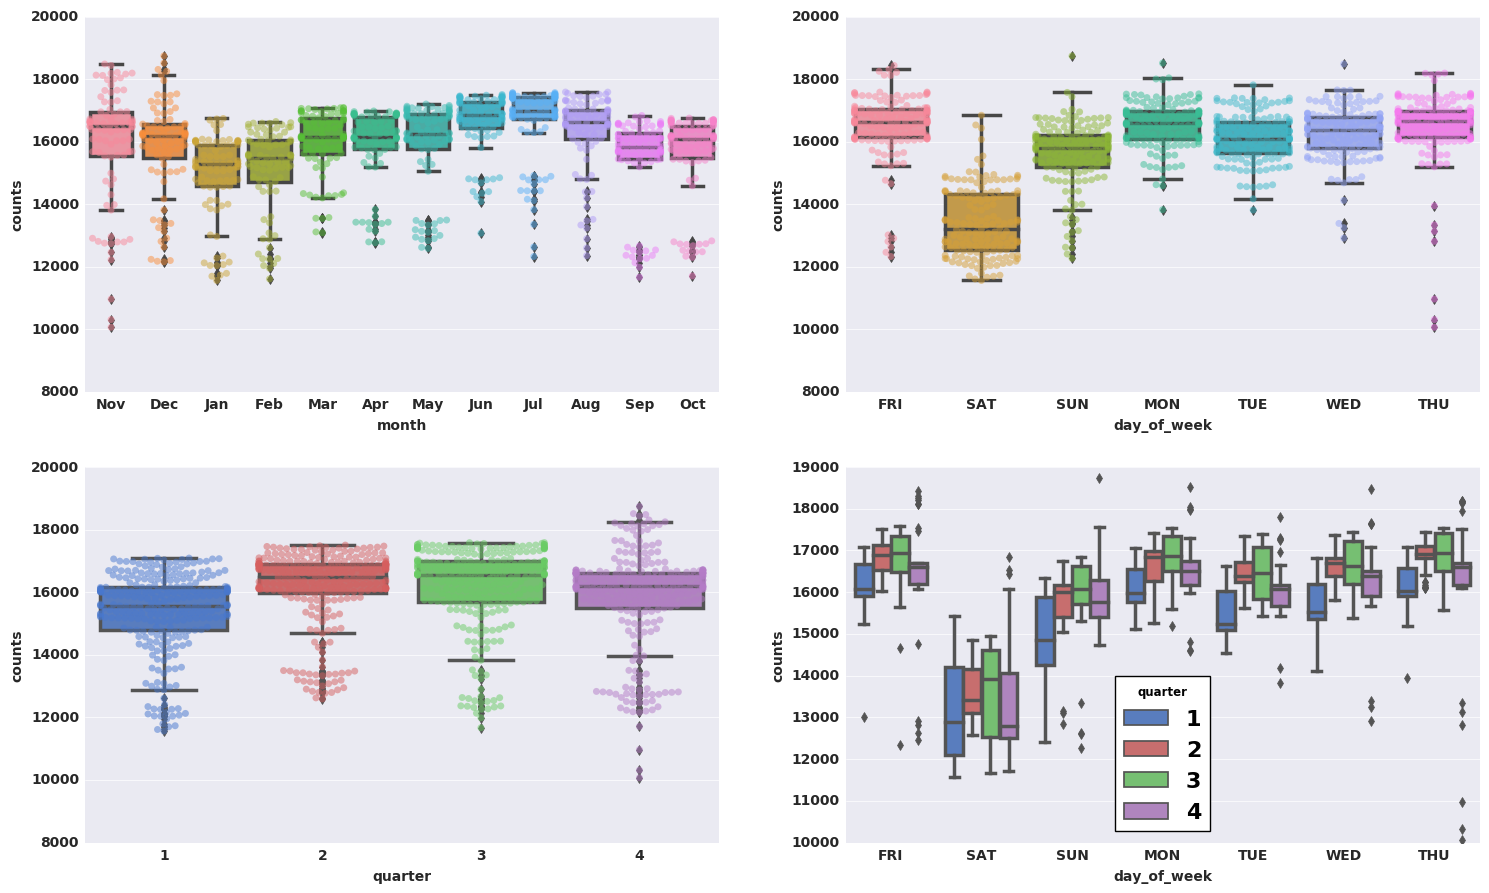 20000
18000
16000
14000
12000
10000
8000
counts
Nov Dec Jan Feb Mar Apr May Jun Jul Aug Sep Oct
month
20000
18000
16000
14000
12000
10000
8000
counts
FRI SAT SUN MON TUE WED THU
day_of_week
20000
18000
16000
14000
12000
10000
8000
counts
1 2 3 4
quarter
19000
18000
17000
16000
15000
14000
13000
12000
11000
10000
counts
quarter
1
2
3
4
FRI SAT SUN MON TUE WED THU
day_of_week